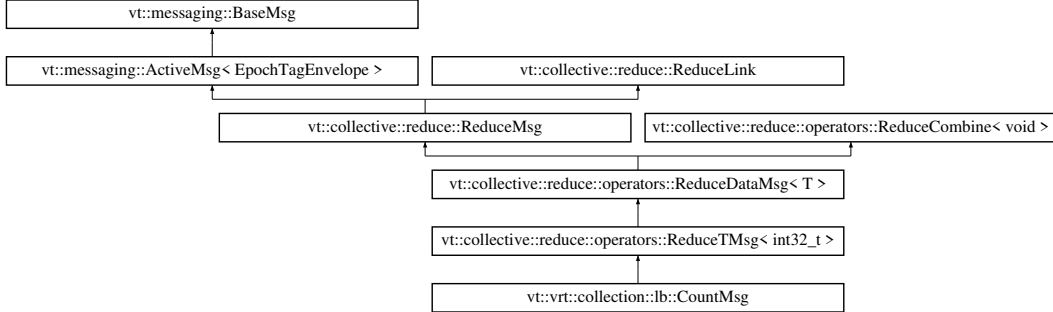 vt::messaging::BaseMsg
vt::messaging::ActiveMsg< EpochTagEnvelope >
vt::collective::reduce::ReduceLink
vt::collective::reduce::ReduceMsg
vt::collective::reduce::operators::ReduceCombine< void >
vt::collective::reduce::operators::ReduceDataMsg< T >
vt::collective::reduce::operators::ReduceTMsg< int32_t >
vt::vrt::collection::lb::CountMsg